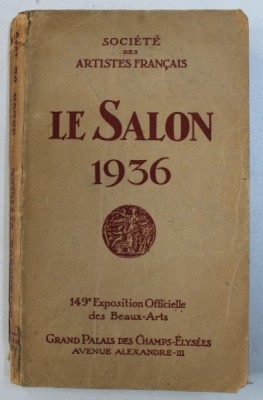 SOCIÉTÉ
DES
ARTISTES FRANÇAIS
LE SALON
1936
149e Exposition Officielle
des Beaux-Arts
GRAND PALAIS DES CHAMPS-ÉLYSÉES
AVENUE ALEXANDRE-III